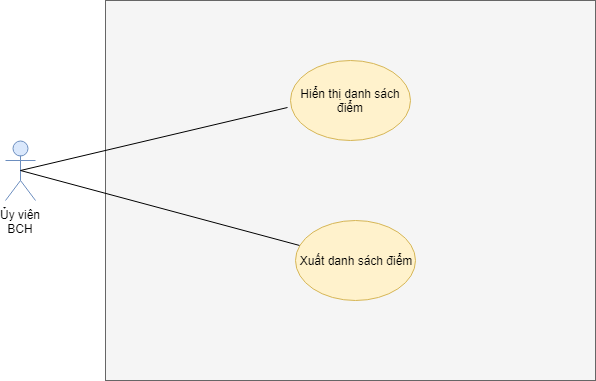 Hiển thị danh sách
điểm
Ủy viên
BCH
Xuất danh sách điểm